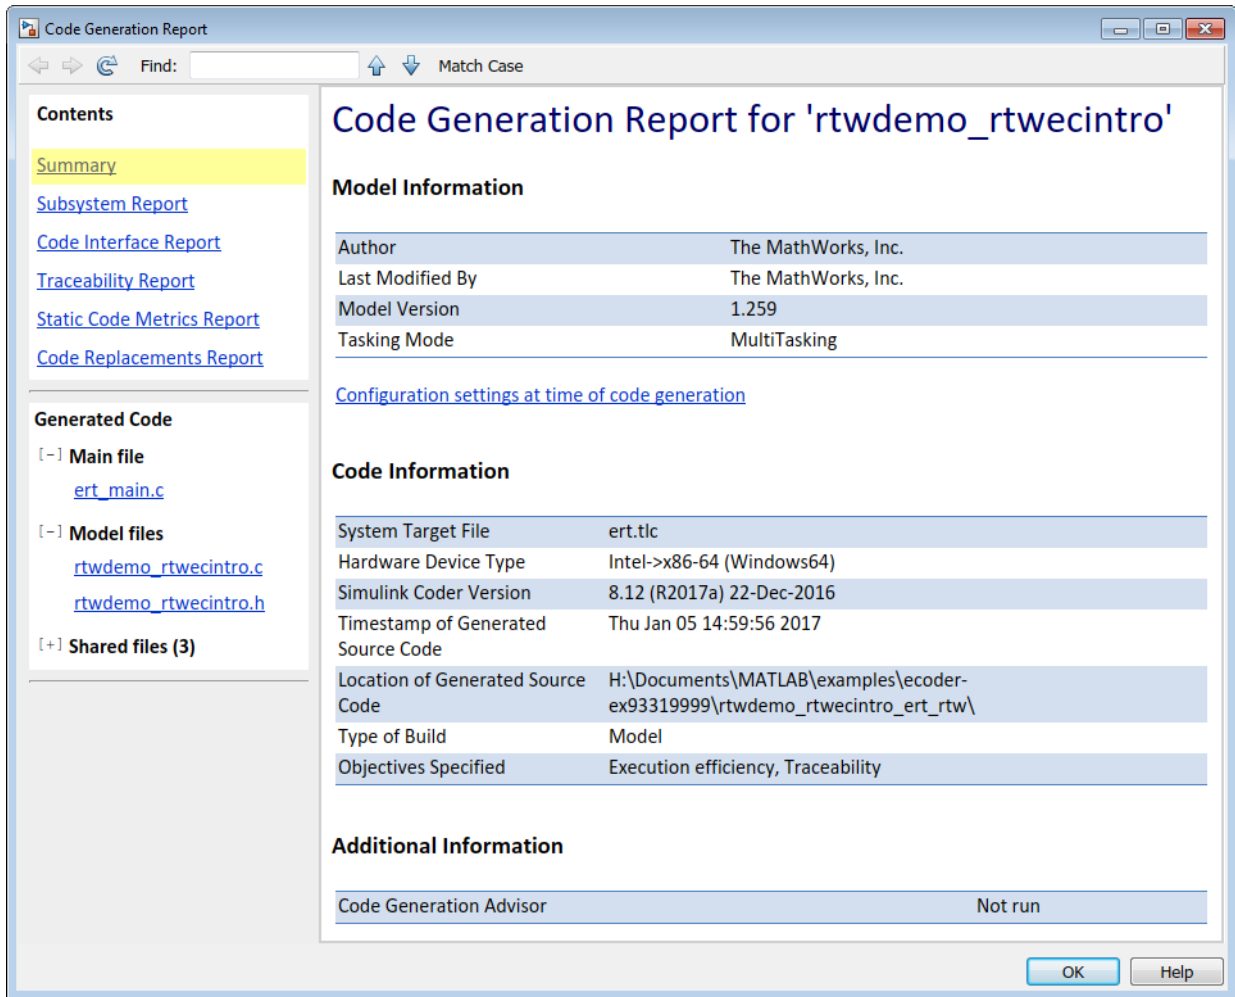 Code Generation Report
Find:
Match Case
Contents
Summary
Subsystem Report
Code Interface Report
Traceability Report
Static Code Metrics Report
Code Replacements Report
Generated Code
[-] Main file
ert_main.c
[-] Model files
rtwdemo_rtwecintro.c
rtwdemo_rtwecintro.h
[+] Shared files (3)
Code Generation Report for 'rtwdemo_rtwecintro'
Model Information
Author The MathWorks, Inc.
Last Modified By The MathWorks, Inc.
Model Version 1.259
Tasking Mode MultiTasking
Configuration settings at time of code generation
Code Information
System Target File ert.tlc
Hardware Device Type Intel->x86-64 (Windows64)
Simulink Coder Version 8.12 (R2017a) 22-Dec-2016
Timestamp of Generated Thu Jan 05 14:59:56 2017
Source Code
Location of Generated Source H:\Documents\MATLAB\examples\ecoder-
Code ex93319999\rtwdemo_rtwecintro_ert_rtw\
Type of Build Model
Objectives Specified Execution efficiency, Traceability
Additional Information
Code Generation Advisor Not run
OK Help